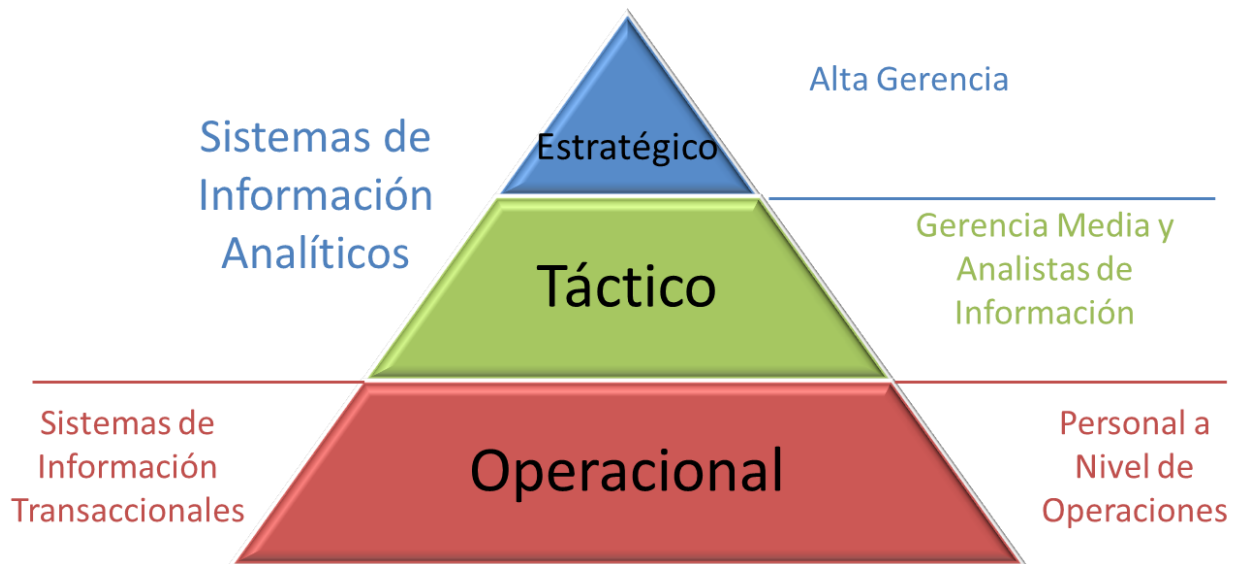 Alta Gerencia
Sistemas de
Información
Analíticos
Estratégico
Gerencia Media y
Analistas de
Información
Táctico
Sistemas de
Información
Transaccionales
Operacional
Personal a
Nivel de
Operaciones